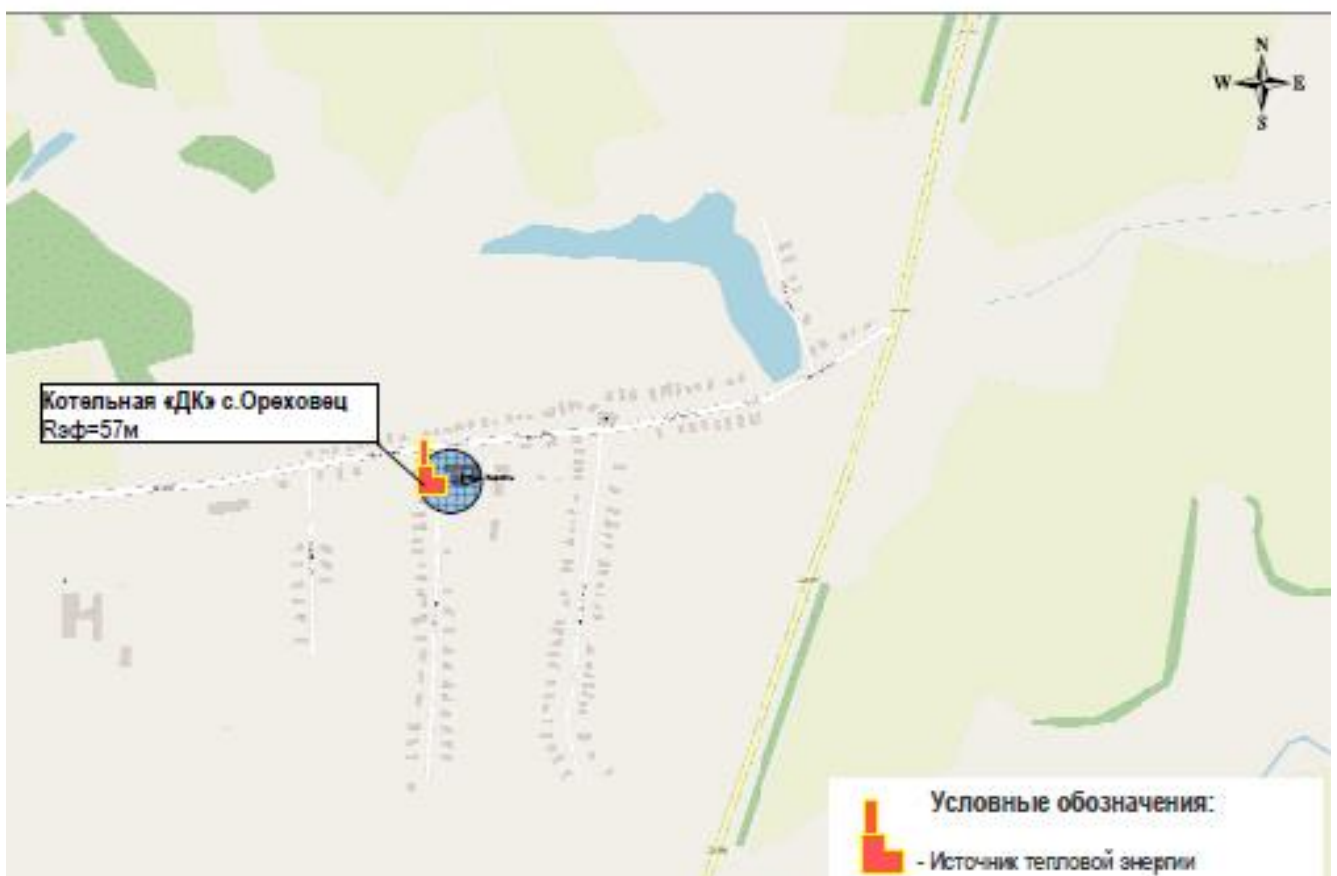 N
W E
S
Котельная «ДК» с.Ореховец
Rэф=57м
Условные обозначения:
- Источник тепловой энергии